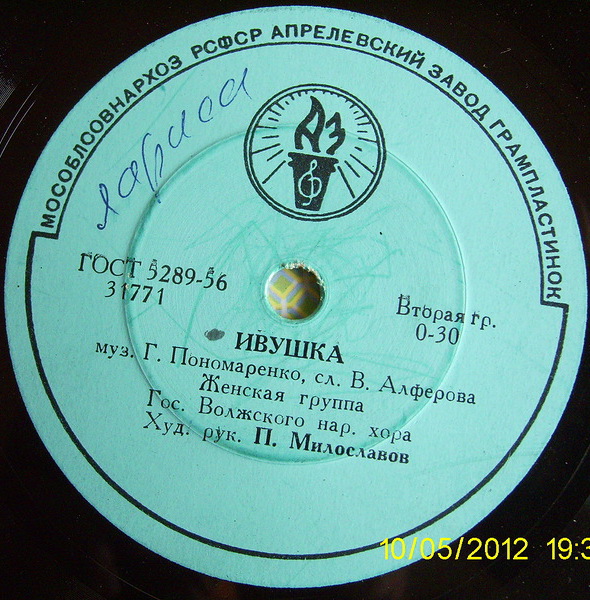 МОСОБЛСОВНАРХОЗ РСФСР АПРЕЛЕВСКИЙ ЗАВОД ГРАМПЛАСТИНОК
лариса
АЗ
ГОСТ 5289-56
31771
Вторая гр.
0-30
ИВУШКА
муз. Г. Пономаренко, сл. В. Алферова
Женская группа
Гос. Волжского нар. хора
Худ. рук. П. Милославов
10/05/2012 19:3